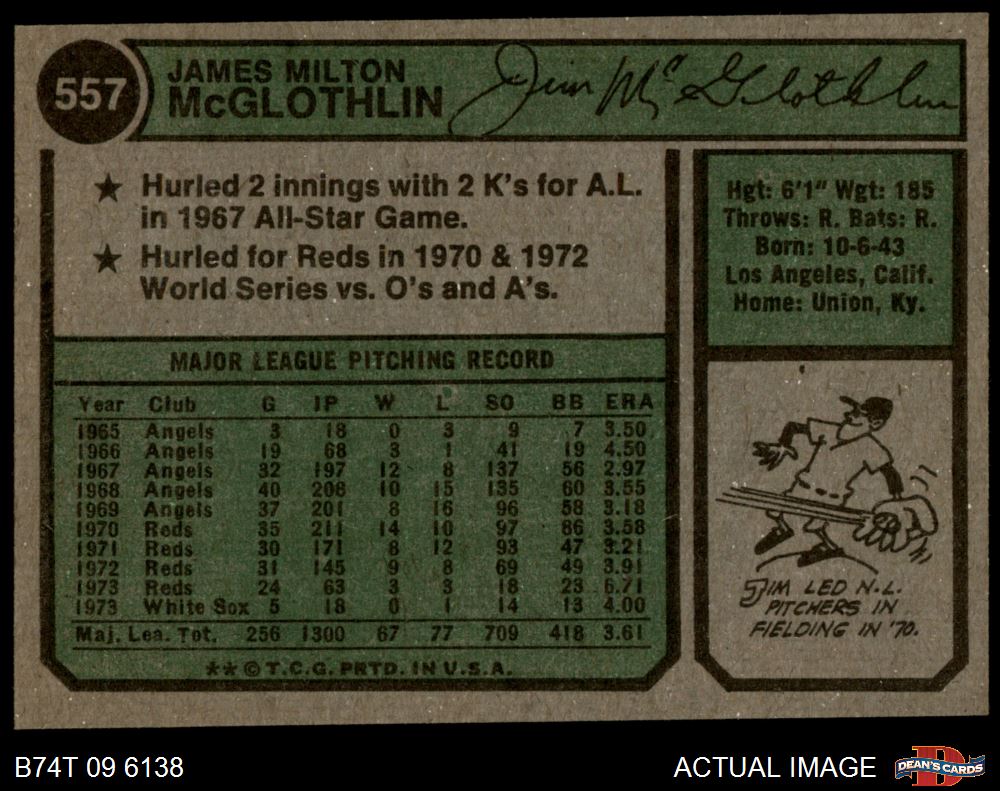 557
JAMES MILTON
McGLOTHLIN
Jim McGlothlin
★ Hurled 2 innings with 2 K's for A.L.
in 1967 All-Star Game.
★ Hurled for Reds in 1970 & 1972
World Series vs. O's and A's.
Hgt: 6'1" Wgt: 185
Throws: R. Bats: R.
Born: 10-6-43
Los Angeles, Calif.
Home: Union, Ky.
MAJOR LEAGUE PITCHING RECORD
Year Club G IP W L SO BB ERA
1965 Angels 3 18 0 3 9 7 3.50
1966 Angels 19 68 3 1 41 19 4.50
1967 Angels 32 197 12 8 137 56 2.97
1968 Angels 40 208 10 15 135 60 3.55
1969 Angels 37 201 8 16 96 58 3.18
1970 Reds 35 211 14 10 97 86 3.58
1971 Reds 30 171 8 12 93 47 3.21
1972 Reds 31 145 9 8 69 49 3.91
1973 Reds 24 63 3 3 18 23 6.71
1973 White Sox 5 18 0 1 14 13 4.00
Maj. Lea. Tot. 256 1300 67 77 709 418 3.61
** © T.C.G. PRTD. IN U.S.A.
JIM LED N.L.
PITCHERS IN
FIELDING IN '70.
B74T 09 6138
ACTUAL IMAGE
DEAN'S CARDS